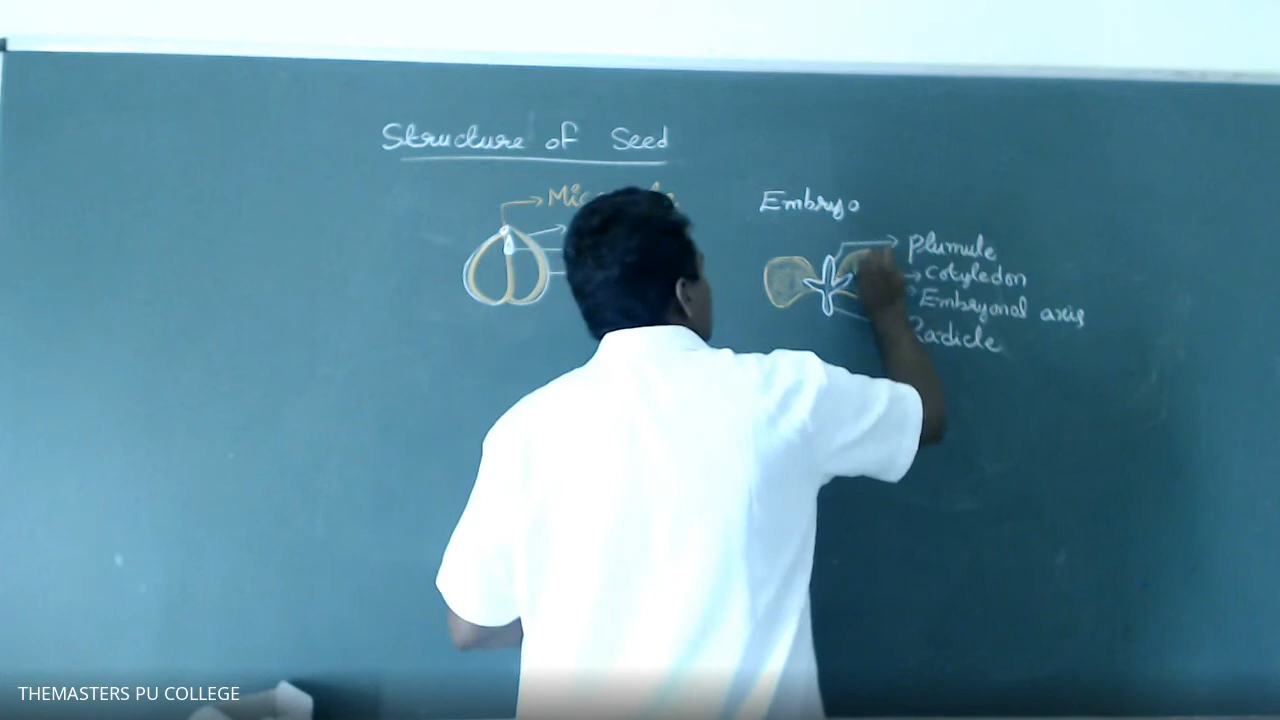 Structure of Seed
Embryo
Plumule
Cotyledon
Embryonal axis
Radicle
THEMASTERS PU COLLEGE